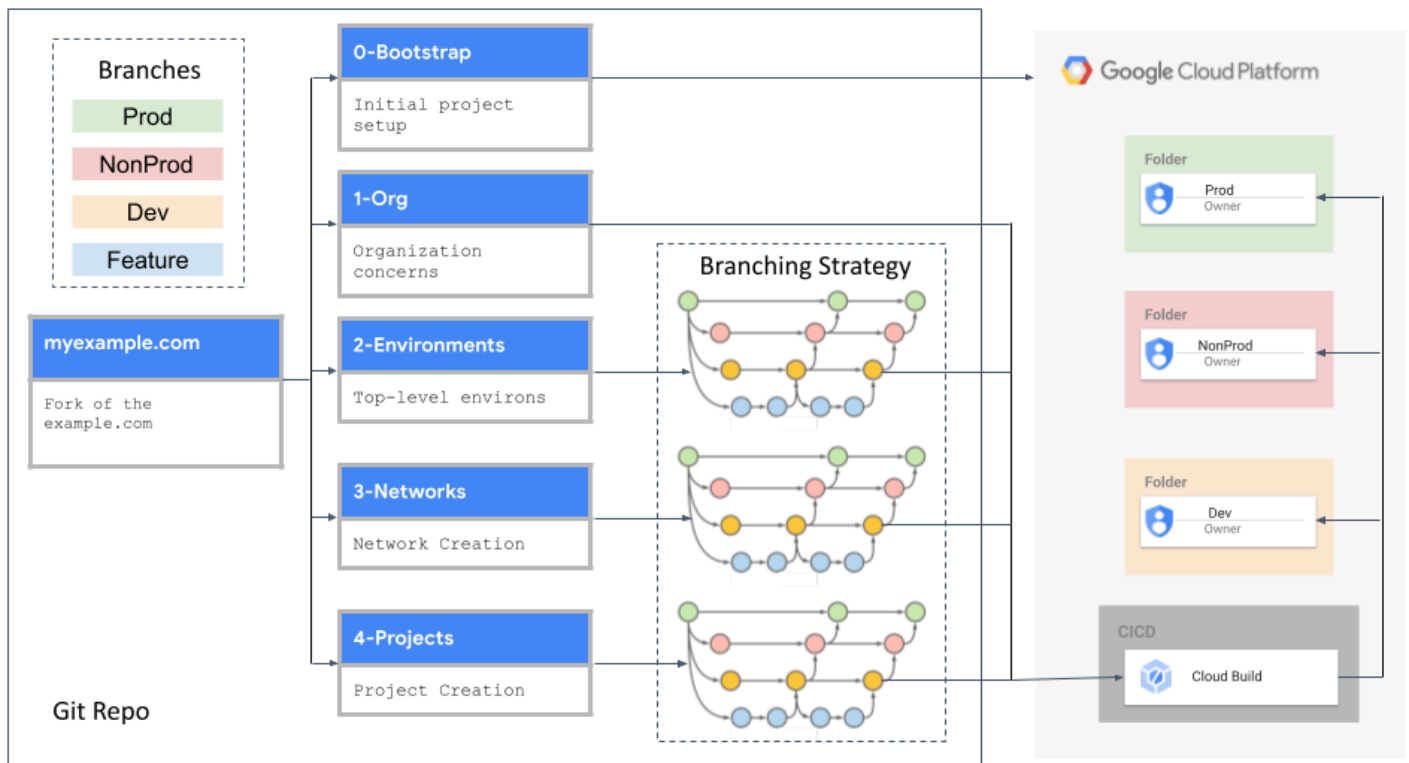 Branches
Prod
NonProd
Dev
Feature
myexample.com
Fork of the
example.com
Git Repo
0-Bootstrap
Initial project
setup
1-Org
Organization
concerns
2-Environments
Top-level environs
3-Networks
Network Creation
4-Projects
Project Creation
Branching Strategy
Google Cloud Platform
Folder
Prod
Owner
Folder
NonProd
Owner
Folder
Dev
Owner
CICD
Cloud Build